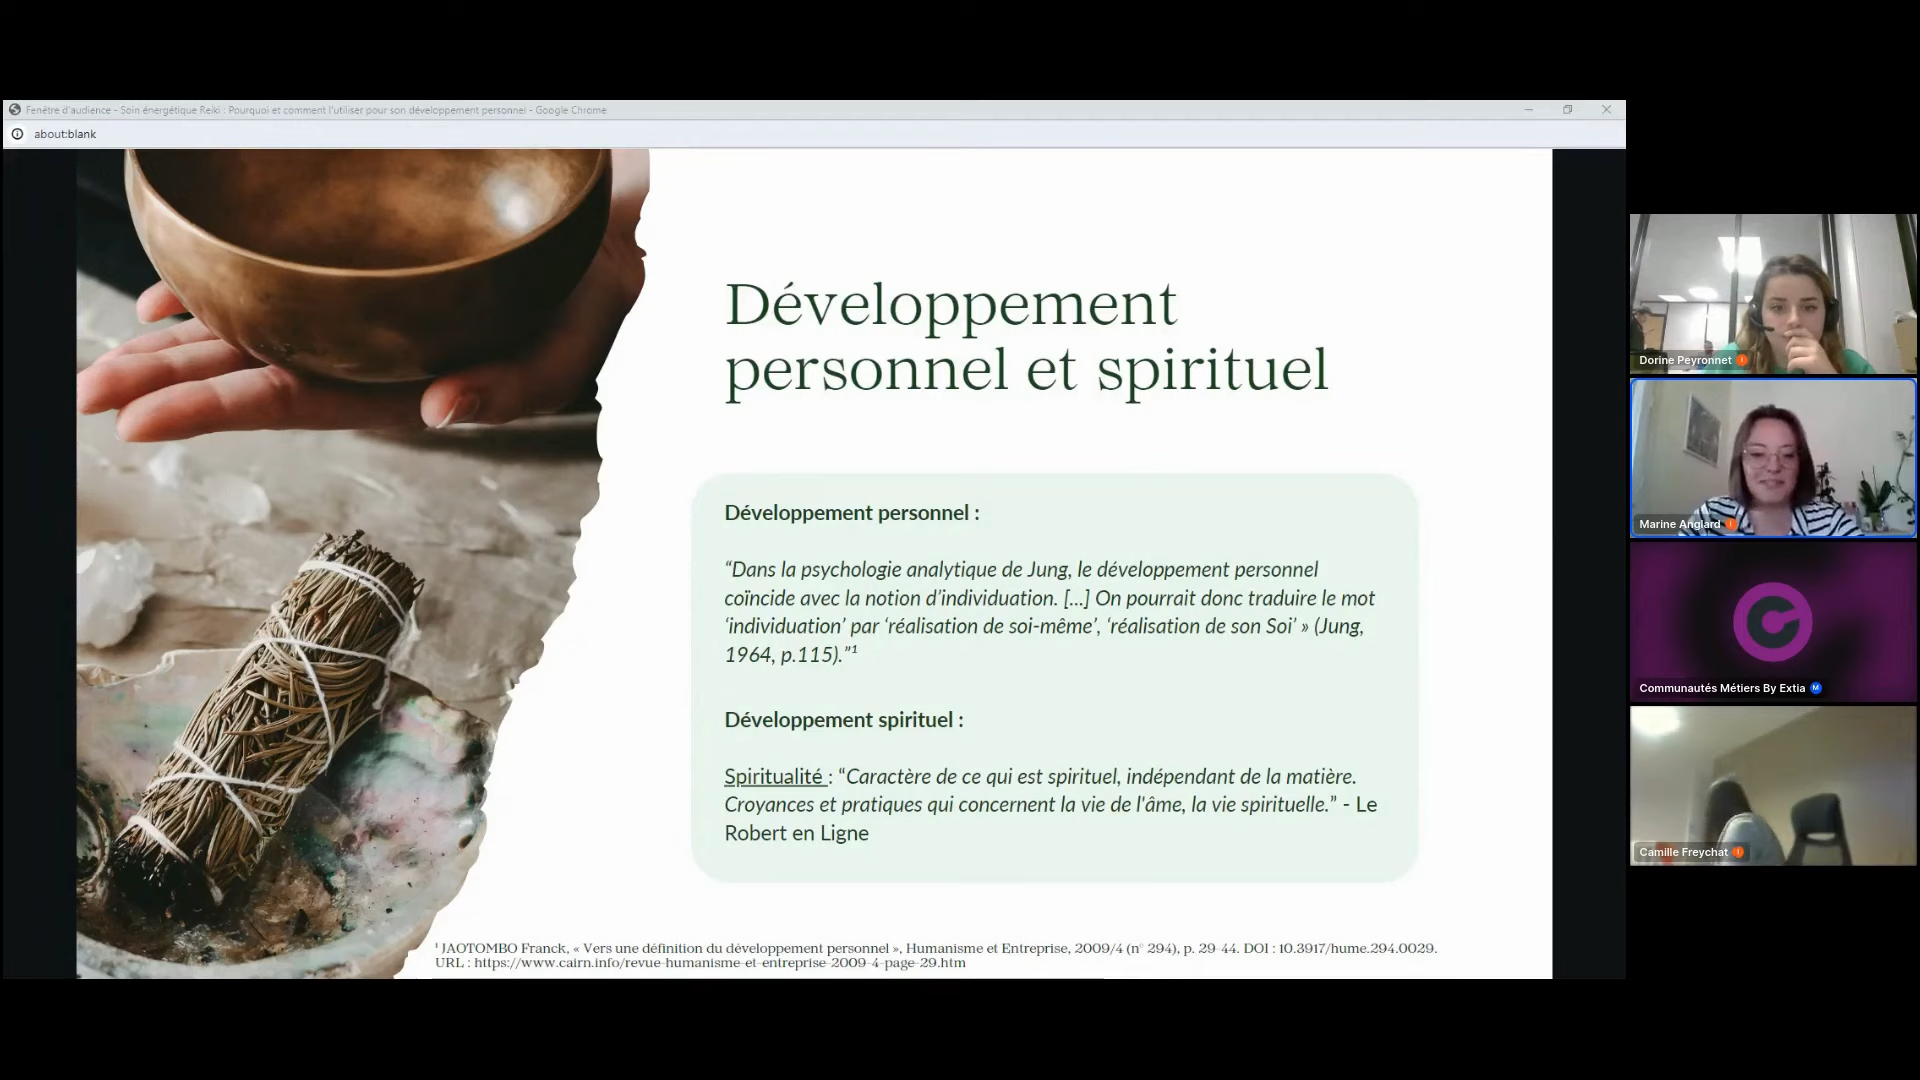 Fenêtre d'audience - Soin énergétique Reiki : Pourquoi et comment l'utiliser pour son développement personnel - Google Chrome
about:blank
Développement
personnel et spirituel
Développement personnel :
“Dans la psychologie analytique de Jung, le développement personnel
coïncide avec la notion d’individuation. [...] On pourrait donc traduire le mot
‘individuation’ par ‘réalisation de soi-même’, ‘réalisation de son Soi’ » (Jung,
1964, p.115).”¹
Développement spirituel :
Spiritualité : “Caractère de ce qui est spirituel, indépendant de la matière.
Croyances et pratiques qui concernent la vie de l'âme, la vie spirituelle.” - Le
Robert en Ligne
¹ JAOTOMBO Franck, « Vers une définition du développement personnel », Humanisme et Entreprise, 2009/4 (n° 294), p. 29-44. DOI : 10.3917/hume.294.0029.
URL : https://www.cairn.info/revue-humanisme-et-entreprise-2009-4-page-29.htm
Dorine Peyronnet
Marine Anglard
Communautés Métiers By Extia M
Camille Freychat